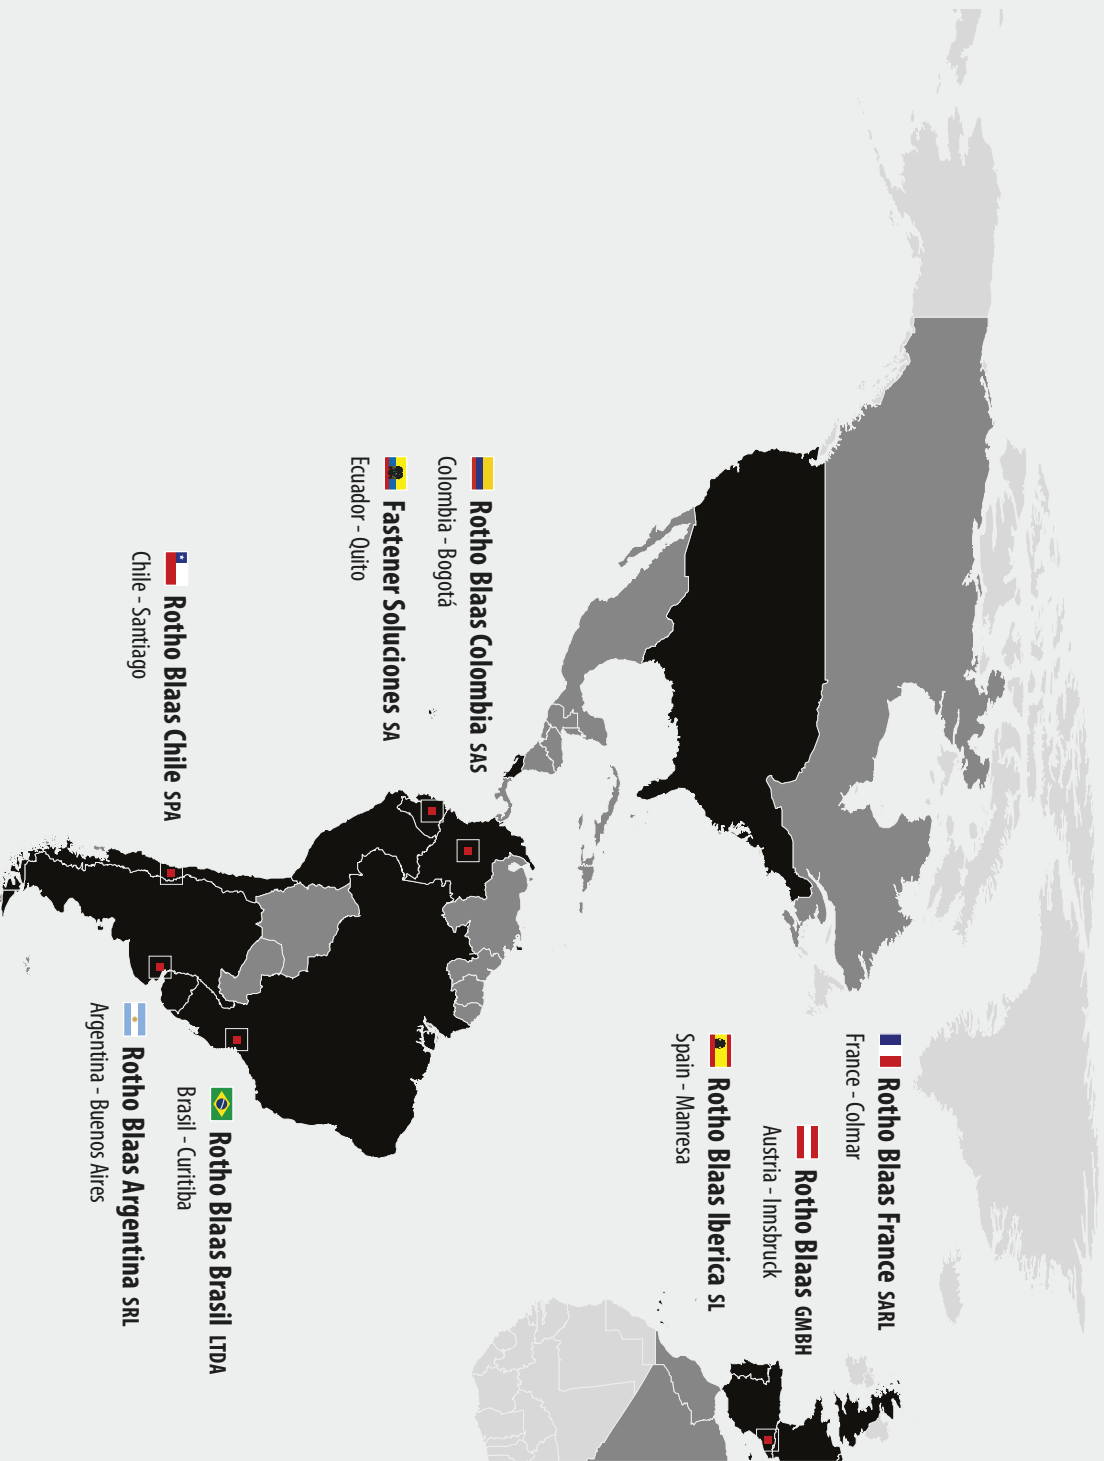 Rotho Blaas France SARL
France - Colmar
Rotho Blaas GMBH
Austria - Innsbruck
Rotho Blaas Iberica SL
Spain - Manresa
Rotho Blaas Colombia SAS
Colombia - Bogotá
Fastener Soluciones SA
Ecuador - Quito
Rotho Blaas Brasil LTDA
Brasil - Curitiba
Rotho Blaas Chile SPA
Chile - Santiago
Rotho Blaas Argentina SRL
Argentina - Buenos Aires